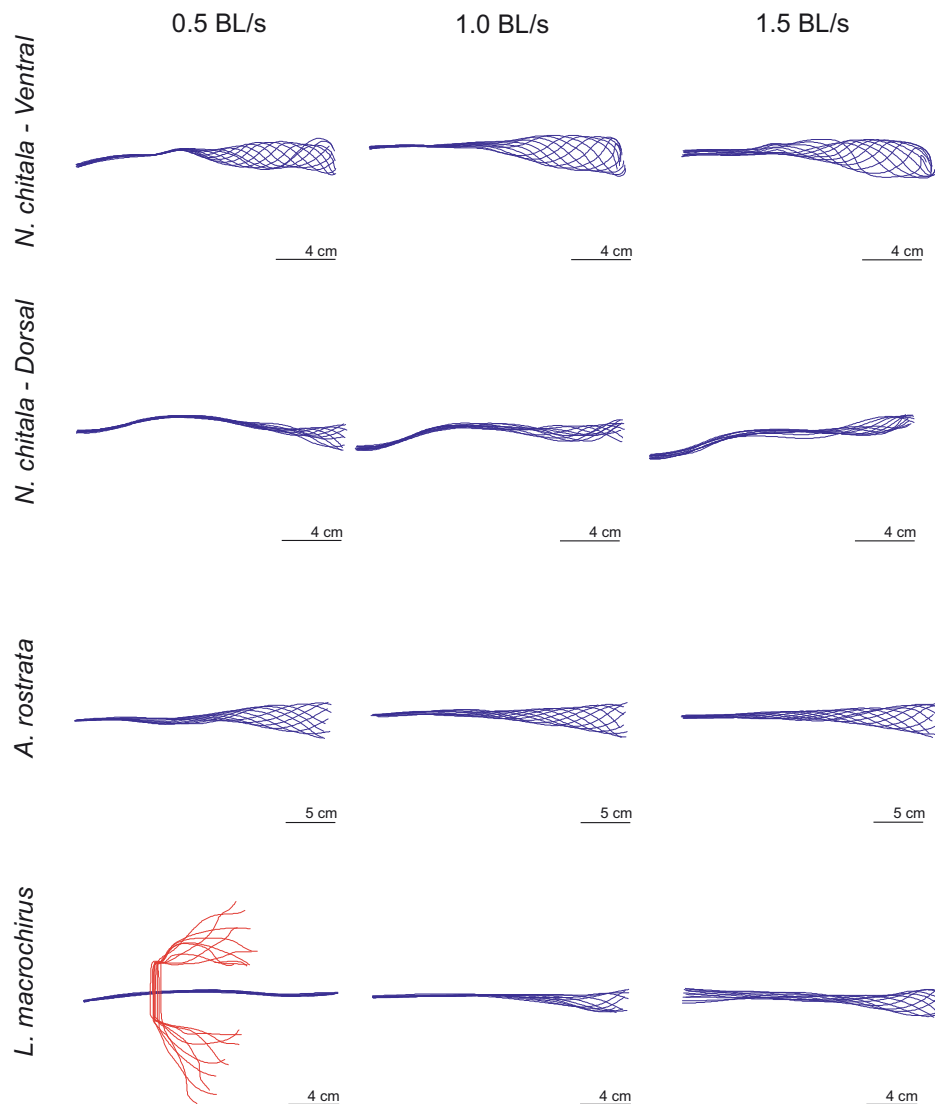 0.5 BL/s 1.0 BL/s 1.5 BL/s
N. chitala - Ventral
4 cm 4 cm 4 cm
N. chitala - Dorsal
4 cm 4 cm 4 cm
A. rostrata
5 cm 5 cm 5 cm
L. macrochirus
4 cm 4 cm 4 cm